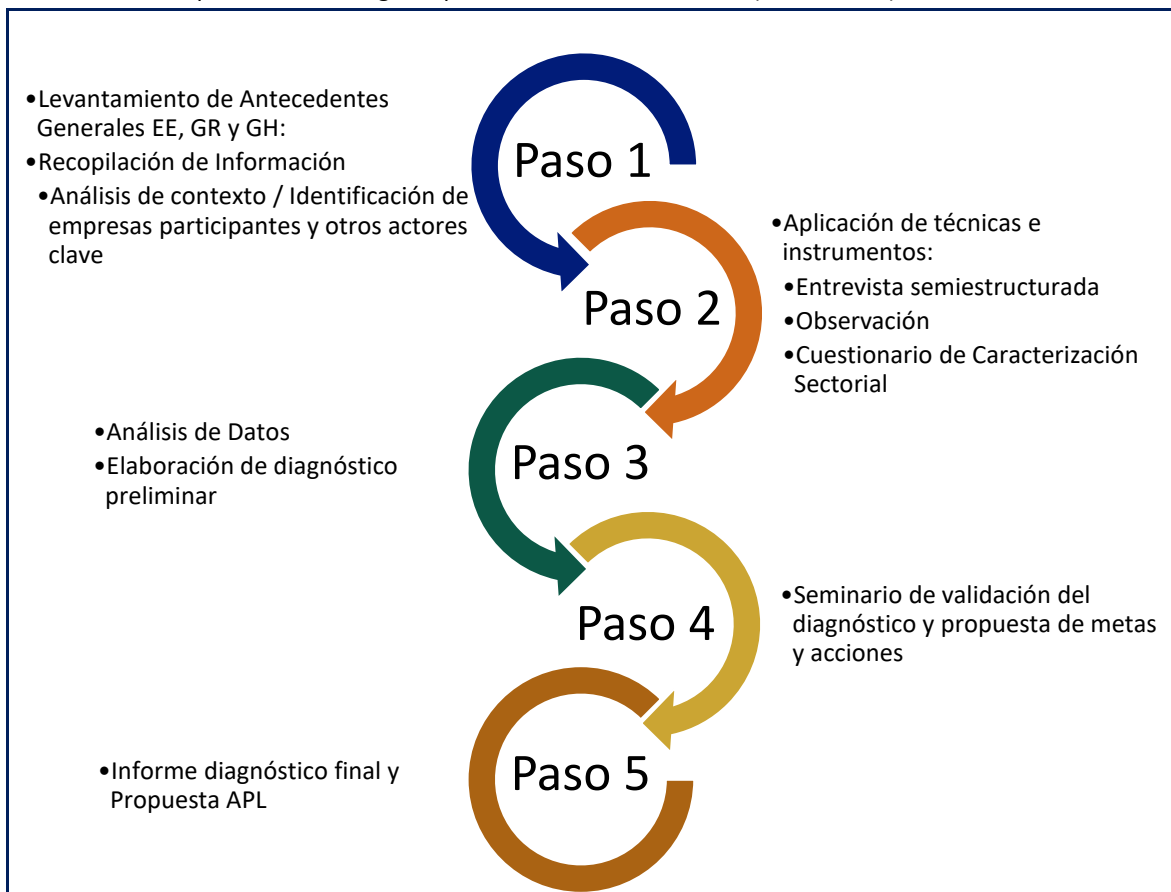 •Levantamiento de Antecedentes
Generales EE, GR y GH:
•Recopilación de Información
•Análisis de contexto / Identificación de
empresas participantes y otros actores
clave
Paso 1
Paso 2
•Aplicación de técnicas e
instrumentos:
•Entrevista semiestructurada
•Observación
•Cuestionario de Caracterización
Sectorial
•Análisis de Datos
•Elaboración de diagnóstico
preliminar
Paso 3
Paso 4
•Seminario de validación del
diagnóstico y propuesta de metas
y acciones
•Informe diagnóstico final y
Propuesta APL
Paso 5